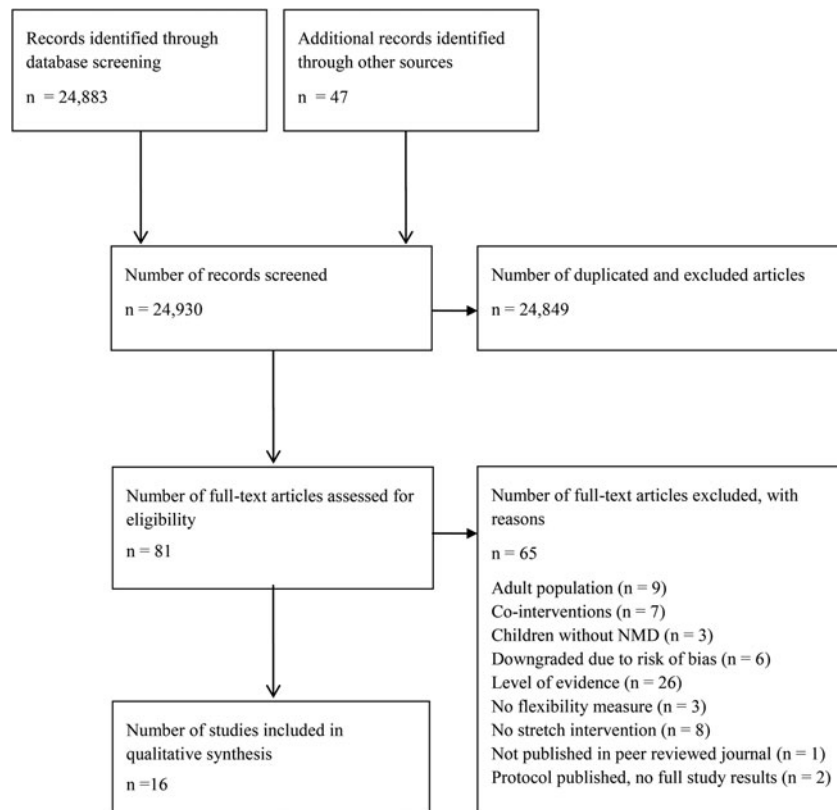 Records identified through
database screening
n = 24,883
Additional records identified
through other sources
n = 47
Number of records screened
n = 24,930
Number of duplicated and excluded articles
n = 24,849
Number of full-text articles assessed for
eligibility
n = 81
Number of full-text articles excluded, with
reasons
n = 65
Adult population (n = 9)
Co-interventions (n = 7)
Children without NMD (n = 3)
Downgraded due to risk of bias (n = 6)
Level of evidence (n = 26)
No flexibility measure (n = 3)
No stretch intervention (n = 8)
Not published in peer reviewed journal (n = 1)
Protocol published, no full study results (n = 2)
Number of studies included in
qualitative synthesis
n =16